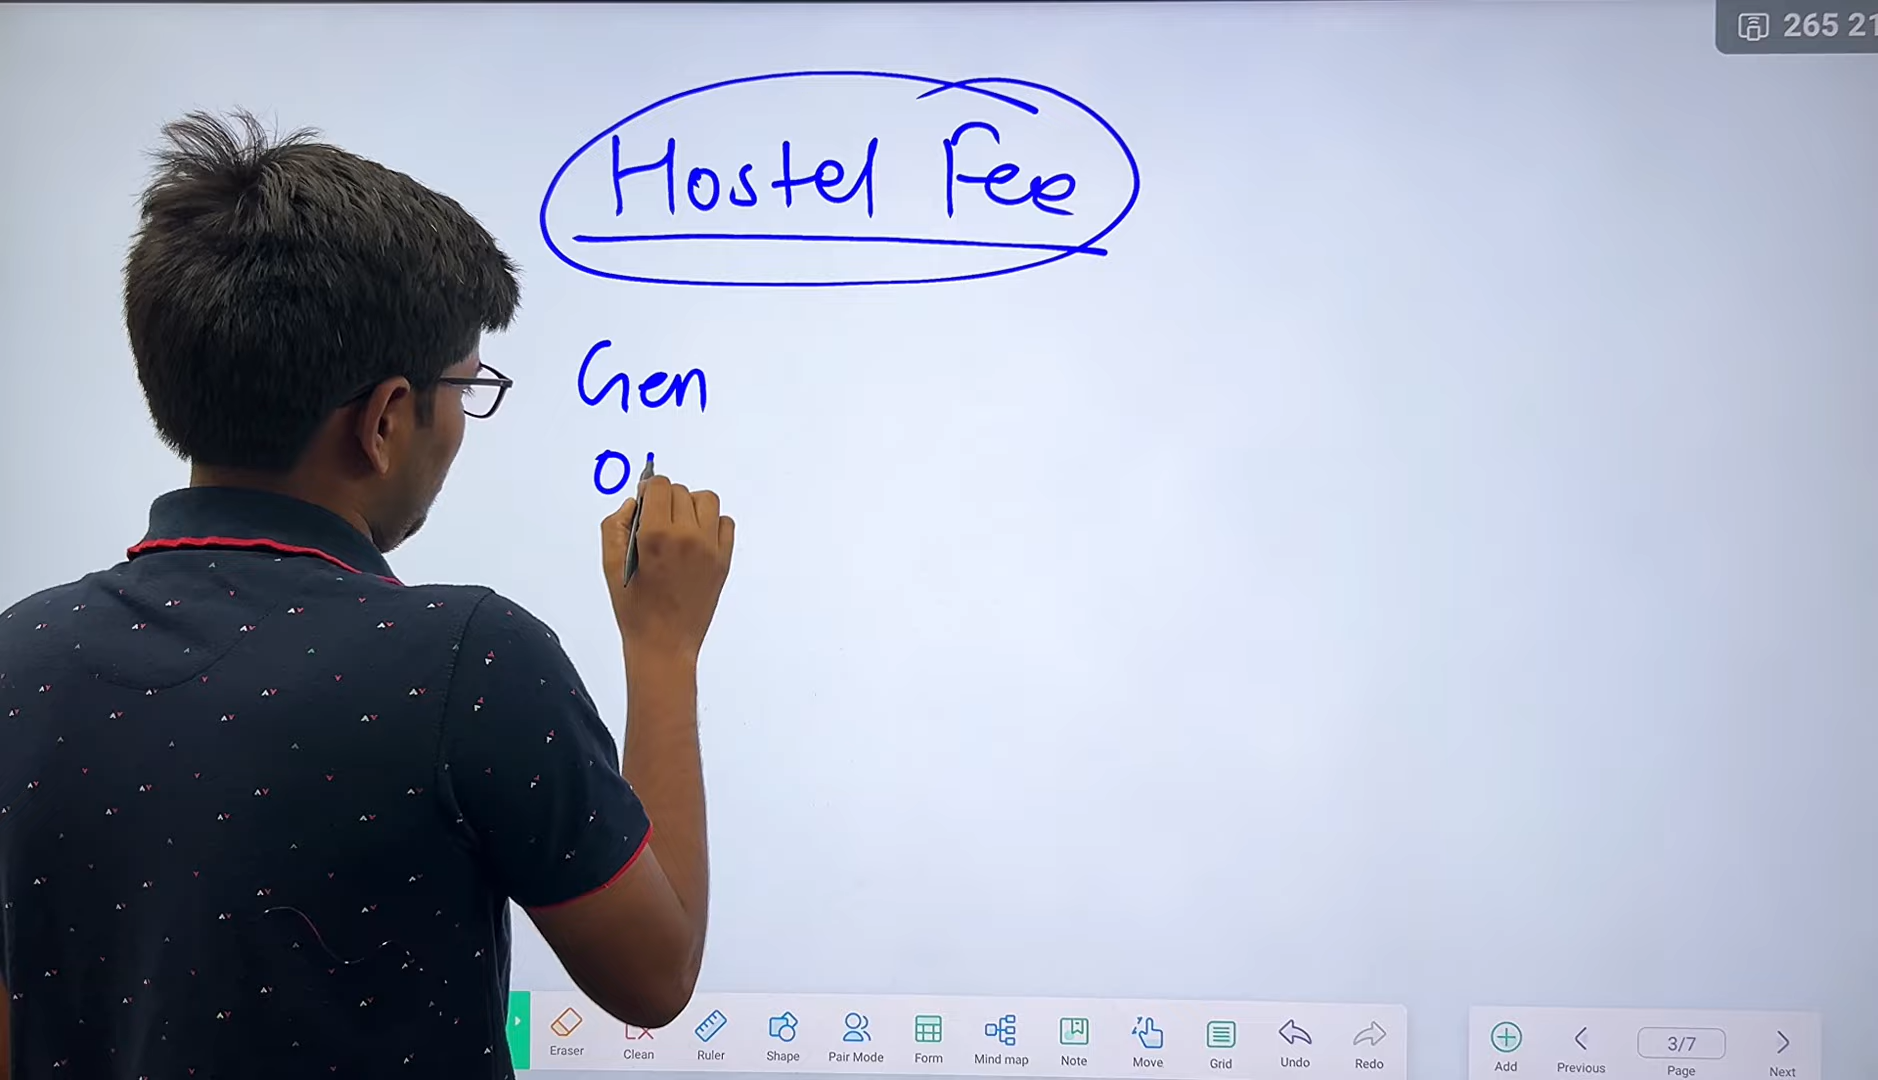 265 21
Hostel Fee
Gen
O
Eraser
Clean
Ruler
Shape
Pair Mode
Form
Mind map
Note
Move
Grid
Undo
Redo
Add
Previous
3/7
Page
Next